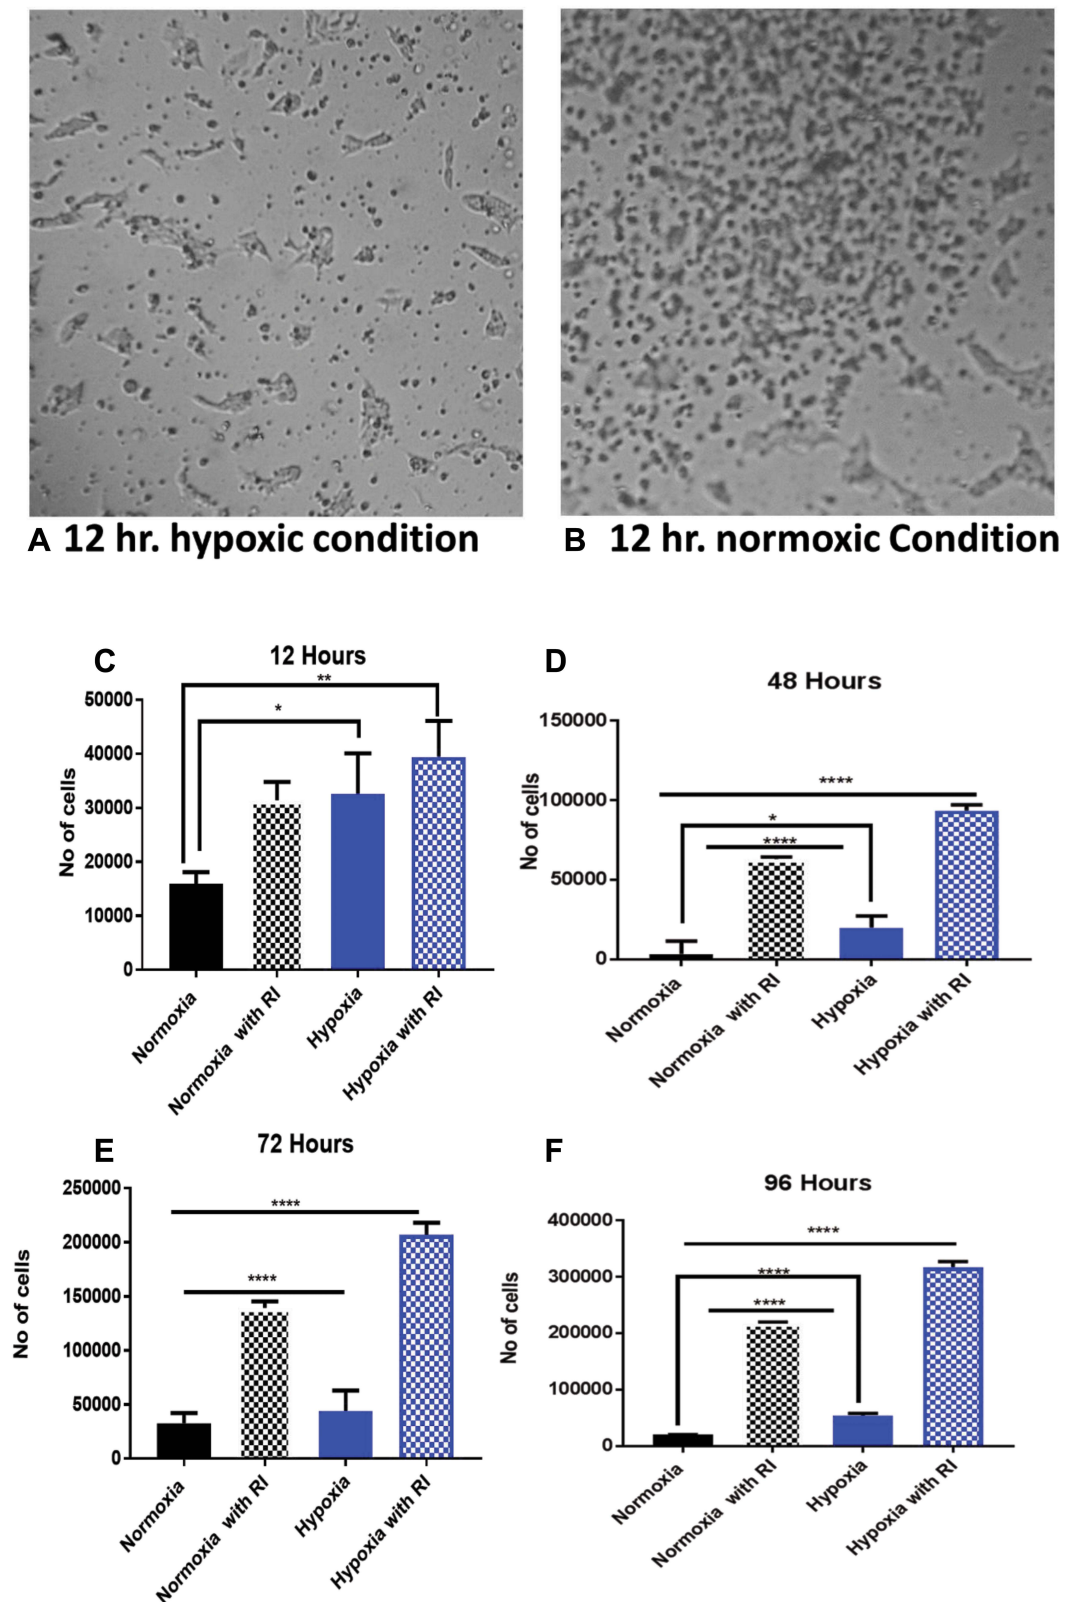 A 12 hr. hypoxic condition
B 12 hr. normoxic Condition
C
12 Hours
**
*
50000
40000
30000
20000
10000
0
No of cells
Normoxia
Normoxia with RI
Hypoxia
Hypoxia with RI
D
48 Hours
****
*
****
150000
100000
50000
0
No of cells
Normoxia
Normoxia with RI
Hypoxia
Hypoxia with RI
E
72 Hours
****
****
250000
200000
150000
100000
50000
0
No of cells
Normoxia
Normoxia with RI
Hypoxia
Hypoxia with RI
F
96 Hours
****
****
****
400000
300000
200000
100000
0
No of cells
Normoxia
Normoxia with RI
Hypoxia
Hypoxia with RI